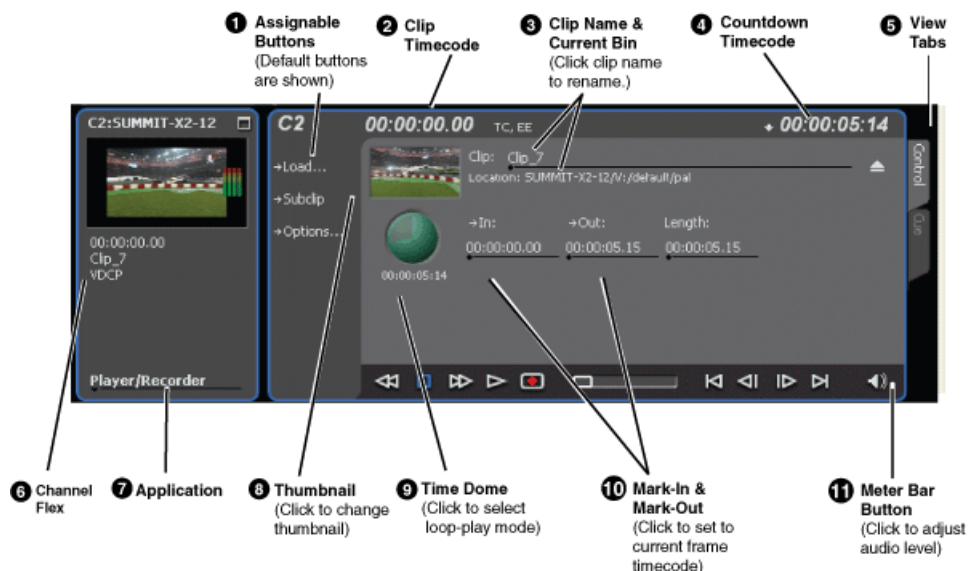 1 Assignable
Buttons
(Default buttons
are shown)
2 Clip
Timecode
3 Clip Name &
Current Bin
(Click clip name
to rename.)
4 Countdown
Timecode
5 View
Tabs
C2:SUMMIT-X2-12
00:00:00.00
Clip_7
VDCP
Player/Recorder
C2
00:00:00.00 TC, EE
00:00:05:14
Load...
Subclip
Options...
Clip: Clip_7
Location: SUMMIT-X2-12/V:/default/pal
00:00:05:14
In: Out: Length:
00:00:00.00 00:00:05.15 00:00:05.15
Control
Cue
6 Channel
Flex
7 Application
8 Thumbnail
(Click to change
thumbnail)
9 Time Dome
(Click to select
loop-play mode)
10 Mark-In &
Mark-Out
(Click to set to
current frame
timecode)
11 Meter Bar
Button
(Click to adjust
audio level)